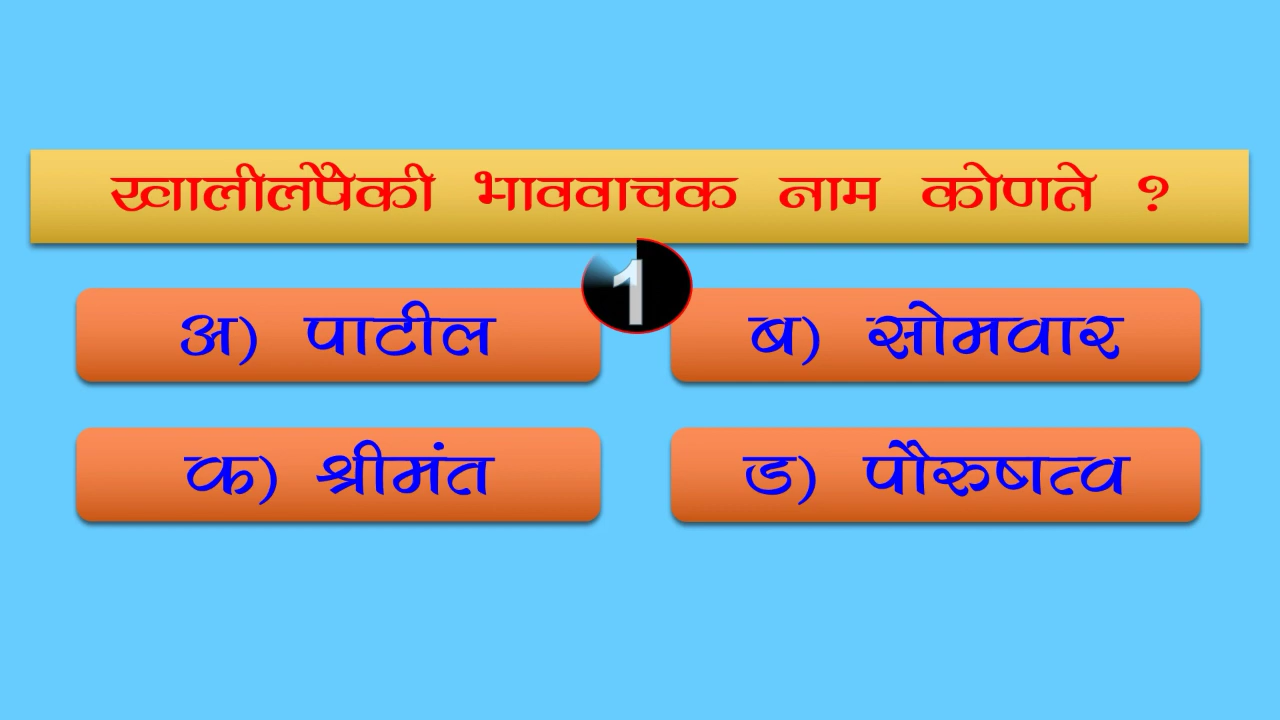 खालीलपैकी भाववाचक नाम कोणते ?
1
अ) पाटील
ब) सोमवार
क) श्रीमंत
ड) पौरुषत्व